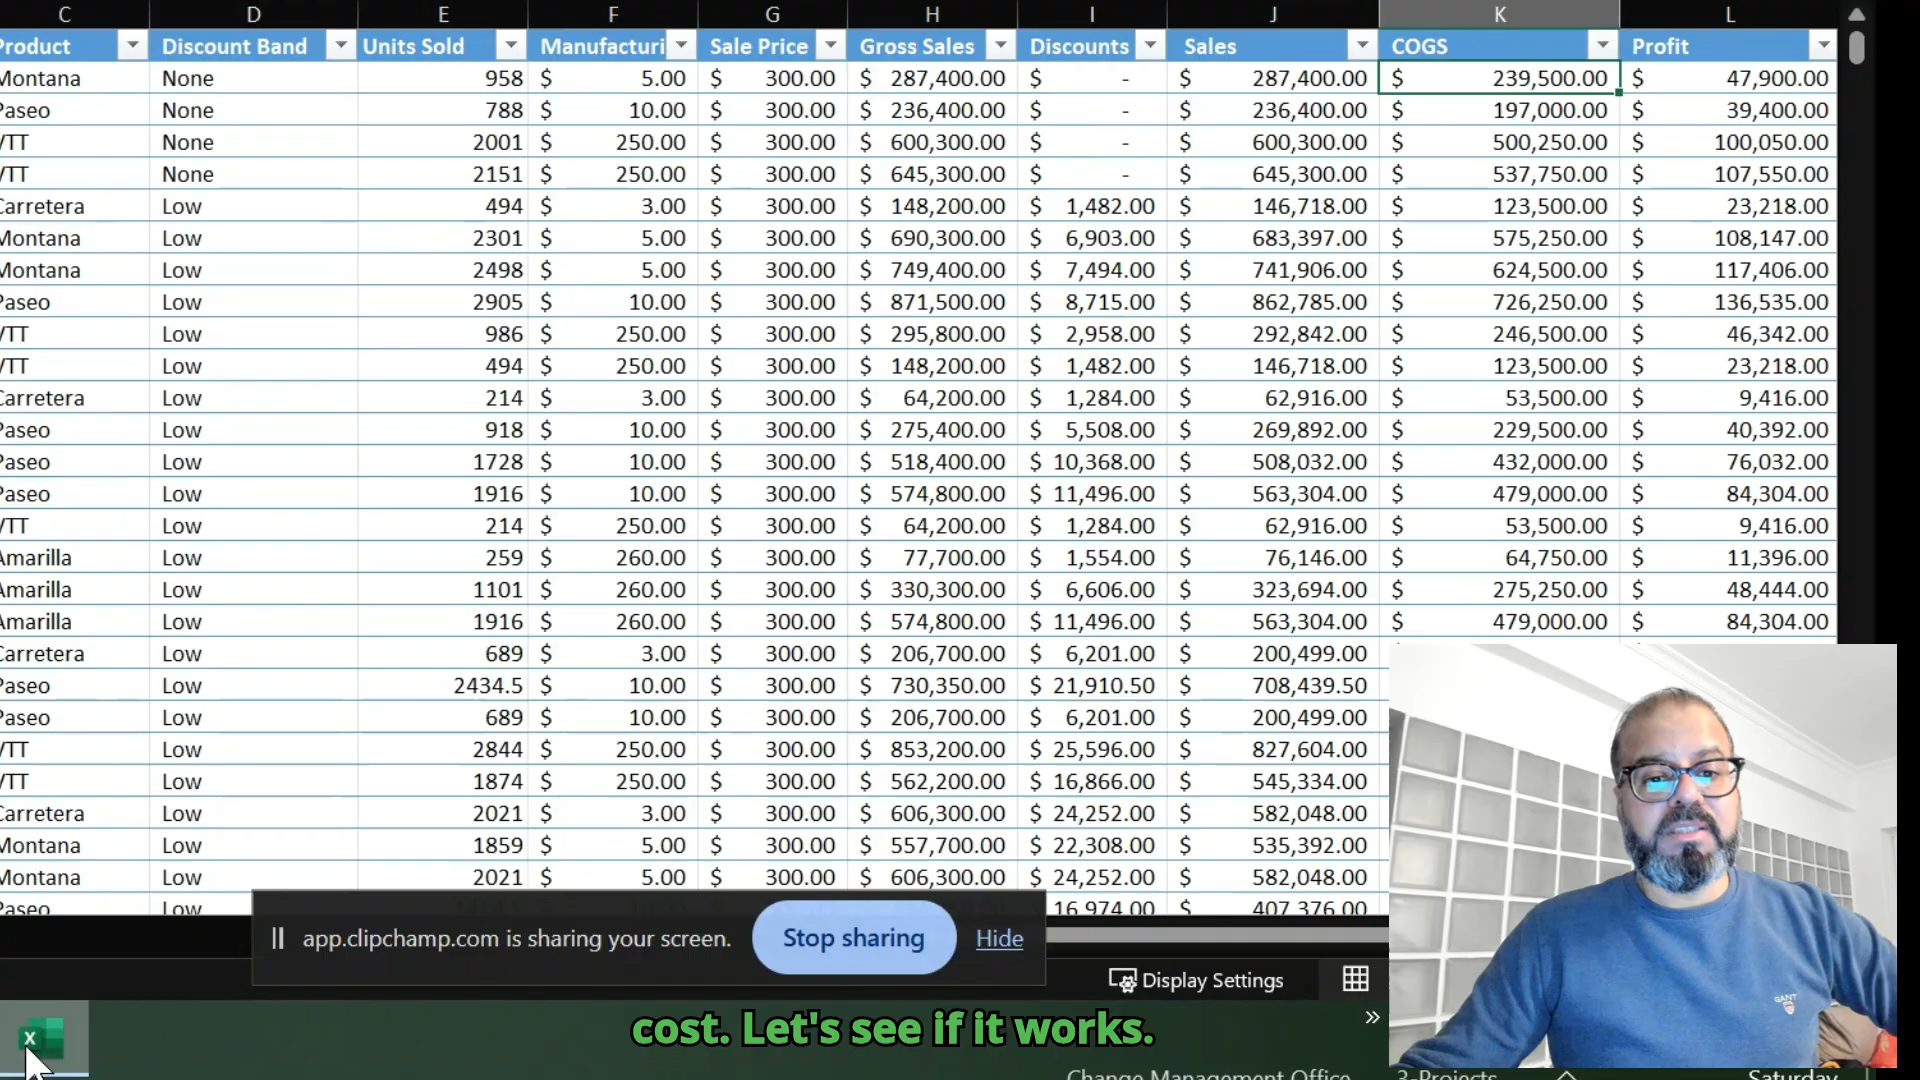 C D E F G H I J K L
Product Discount Band Units Sold Manufacturi Sale Price Gross Sales Discounts Sales COGS Profit
Montana None 958 $ 5.00 $ 300.00 $ 287,400.00 $ - $ 287,400.00 $ 239,500.00 $ 47,900.00
Paseo None 788 $ 10.00 $ 300.00 $ 236,400.00 $ - $ 236,400.00 $ 197,000.00 $ 39,400.00
VTT None 2001 $ 250.00 $ 300.00 $ 600,300.00 $ - $ 600,300.00 $ 500,250.00 $ 100,050.00
VTT None 2151 $ 250.00 $ 300.00 $ 645,300.00 $ - $ 645,300.00 $ 537,750.00 $ 107,550.00
Carretera Low 494 $ 3.00 $ 300.00 $ 148,200.00 $ 1,482.00 $ 146,718.00 $ 123,500.00 $ 23,218.00
Montana Low 2301 $ 5.00 $ 300.00 $ 690,300.00 $ 6,903.00 $ 683,397.00 $ 575,250.00 $ 108,147.00
Montana Low 2498 $ 5.00 $ 300.00 $ 749,400.00 $ 7,494.00 $ 741,906.00 $ 624,500.00 $ 117,406.00
Paseo Low 2905 $ 10.00 $ 300.00 $ 871,500.00 $ 8,715.00 $ 862,785.00 $ 726,250.00 $ 136,535.00
VTT Low 986 $ 250.00 $ 300.00 $ 295,800.00 $ 2,958.00 $ 292,842.00 $ 246,500.00 $ 46,342.00
VTT Low 494 $ 250.00 $ 300.00 $ 148,200.00 $ 1,482.00 $ 146,718.00 $ 123,500.00 $ 23,218.00
Carretera Low 214 $ 3.00 $ 300.00 $ 64,200.00 $ 1,284.00 $ 62,916.00 $ 53,500.00 $ 9,416.00
Paseo Low 918 $ 10.00 $ 300.00 $ 275,400.00 $ 5,508.00 $ 269,892.00 $ 229,500.00 $ 40,392.00
Paseo Low 1728 $ 10.00 $ 300.00 $ 518,400.00 $ 10,368.00 $ 508,032.00 $ 432,000.00 $ 76,032.00
Paseo Low 1916 $ 10.00 $ 300.00 $ 574,800.00 $ 11,496.00 $ 563,304.00 $ 479,000.00 $ 84,304.00
VTT Low 214 $ 250.00 $ 300.00 $ 64,200.00 $ 1,284.00 $ 62,916.00 $ 53,500.00 $ 9,416.00
Amarilla Low 259 $ 260.00 $ 300.00 $ 77,700.00 $ 1,554.00 $ 76,146.00 $ 64,750.00 $ 11,396.00
Amarilla Low 1101 $ 260.00 $ 300.00 $ 330,300.00 $ 6,606.00 $ 323,694.00 $ 275,250.00 $ 48,444.00
Amarilla Low 1916 $ 260.00 $ 300.00 $ 574,800.00 $ 11,496.00 $ 563,304.00 $ 479,000.00 $ 84,304.00
Carretera Low 689 $ 3.00 $ 300.00 $ 206,700.00 $ 6,201.00 $ 200,499.00
Paseo Low 2434.5 $ 10.00 $ 300.00 $ 730,350.00 $ 21,910.50 $ 708,439.50
Paseo Low 689 $ 10.00 $ 300.00 $ 206,700.00 $ 6,201.00 $ 200,499.00
VTT Low 2844 $ 250.00 $ 300.00 $ 853,200.00 $ 25,596.00 $ 827,604.00
VTT Low 1874 $ 250.00 $ 300.00 $ 562,200.00 $ 16,866.00 $ 545,334.00
Carretera Low 2021 $ 3.00 $ 300.00 $ 606,300.00 $ 24,252.00 $ 582,048.00
Montana Low 1859 $ 5.00 $ 300.00 $ 557,700.00 $ 22,308.00 $ 535,392.00
Montana Low 2021 $ 5.00 $ 300.00 $ 606,300.00 $ 24,252.00 $ 582,048.00
Paseo Low 16,974.00 $ 407,376.00
app.clipchamp.com is sharing your screen. Stop sharing Hide
Display Settings
GANT
cost. Let's see if it works.
Change Management Office 3-Projects Saturday